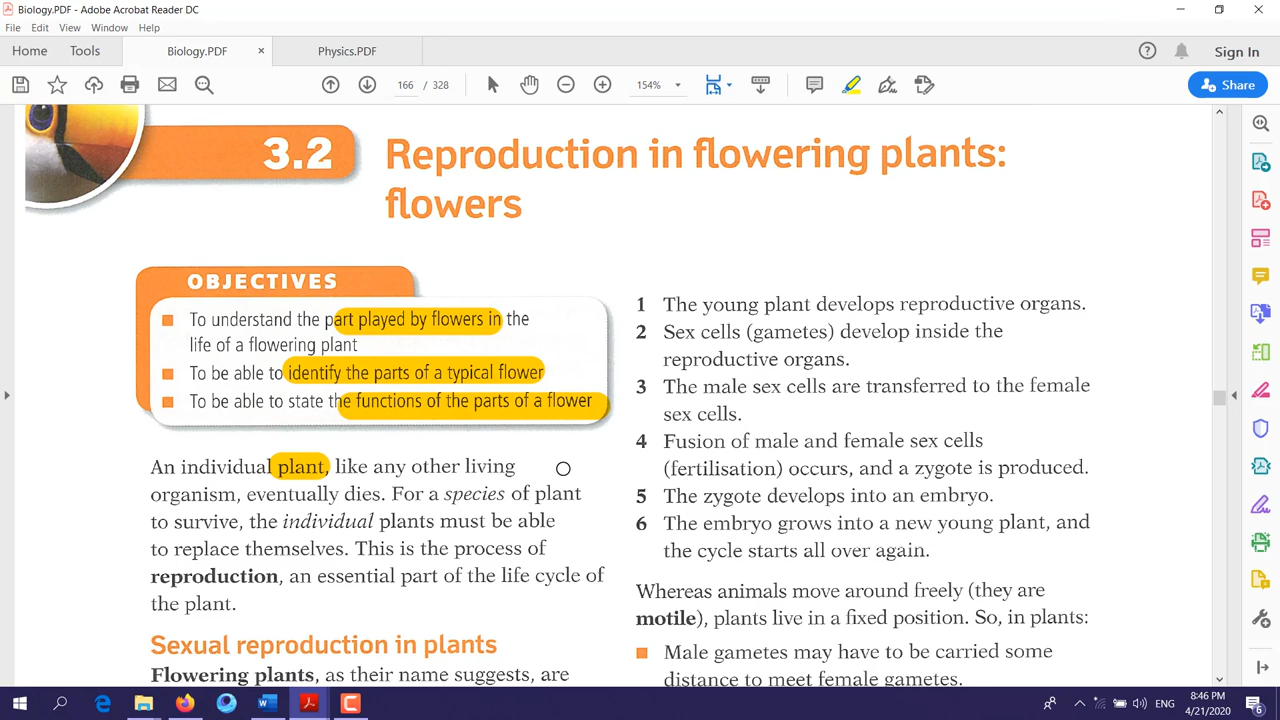 Biology.PDF - Adobe Acrobat Reader DC
File Edit View Window Help
Home Tools Biology.PDF × Physics.PDF Sign In
166 / 328 154% Share
3.2 Reproduction in flowering plants:
flowers
OBJECTIVES
To understand the part played by flowers in the
life of a flowering plant
To be able to identify the parts of a typical flower
To be able to state the functions of the parts of a flower
An individual plant, like any other living
organism, eventually dies. For a species of plant
to survive, the individual plants must be able
to replace themselves. This is the process of
reproduction, an essential part of the life cycle of
the plant.
Sexual reproduction in plants
Flowering plants, as their name suggests, are
1 The young plant develops reproductive organs.
2 Sex cells (gametes) develop inside the
reproductive organs.
3 The male sex cells are transferred to the female
sex cells.
4 Fusion of male and female sex cells
(fertilisation) occurs, and a zygote is produced.
5 The zygote develops into an embryo.
6 The embryo grows into a new young plant, and
the cycle starts all over again.
Whereas animals move around freely (they are
motile), plants live in a fixed position. So, in plants:
Male gametes may have to be carried some
distance to meet female gametes.
ENG
8:46 PM
4/21/2020
6